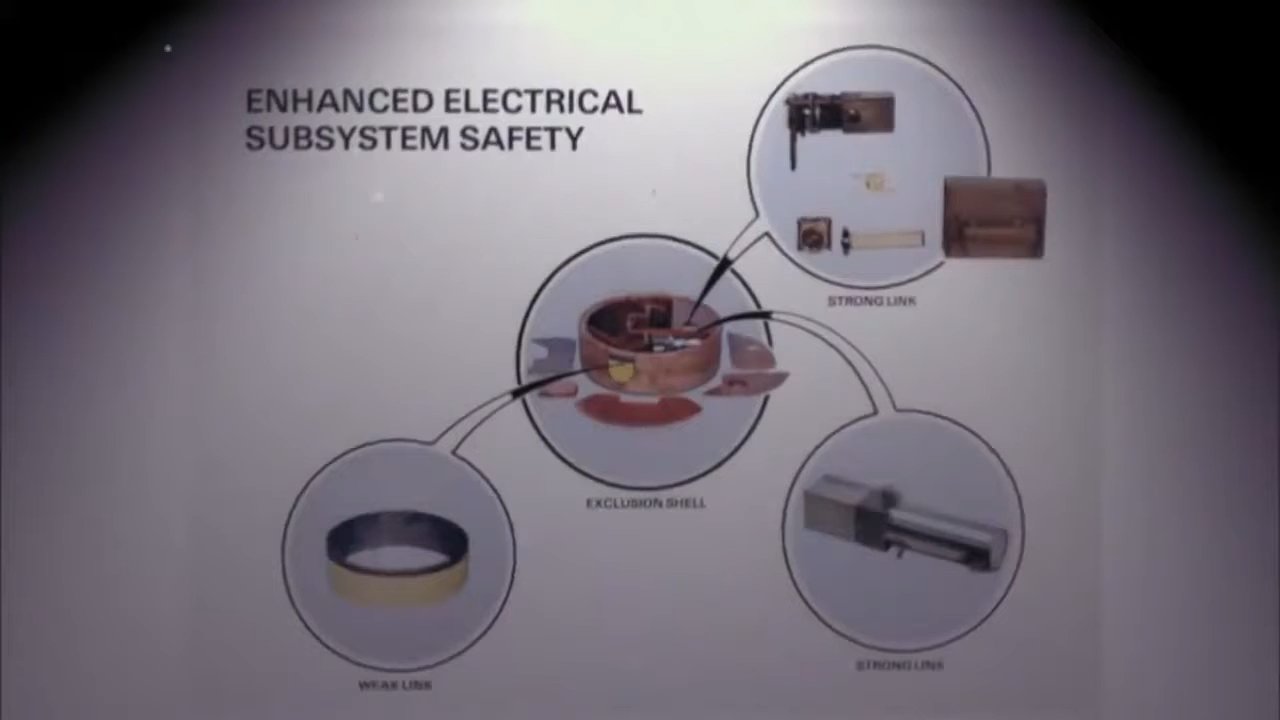 ENHANCED ELECTRICAL
SUBSYSTEM SAFETY
STRONG LINK
EXCLUSION SHELL
STRONG LINK
WEAK LINK